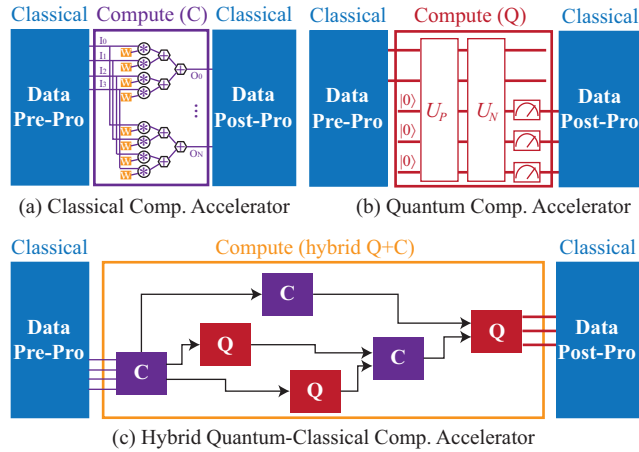 Classical Compute (C) Classical
Data
Pre-Pro
I0
I1
I2
I3
W
W
W
W
O0
...
W
W
W
W
ON
Data
Post-Pro
(a) Classical Comp. Accelerator
Classical Compute (Q) Classical
Data
Pre-Pro
|0⟩
|0⟩
|0⟩
UP
UN
Data
Post-Pro
(b) Quantum Comp. Accelerator
Classical Compute (hybrid Q+C) Classical
Data
Pre-Pro
C
C
Q
Q
C
Q
Data
Post-Pro
(c) Hybrid Quantum-Classical Comp. Accelerator